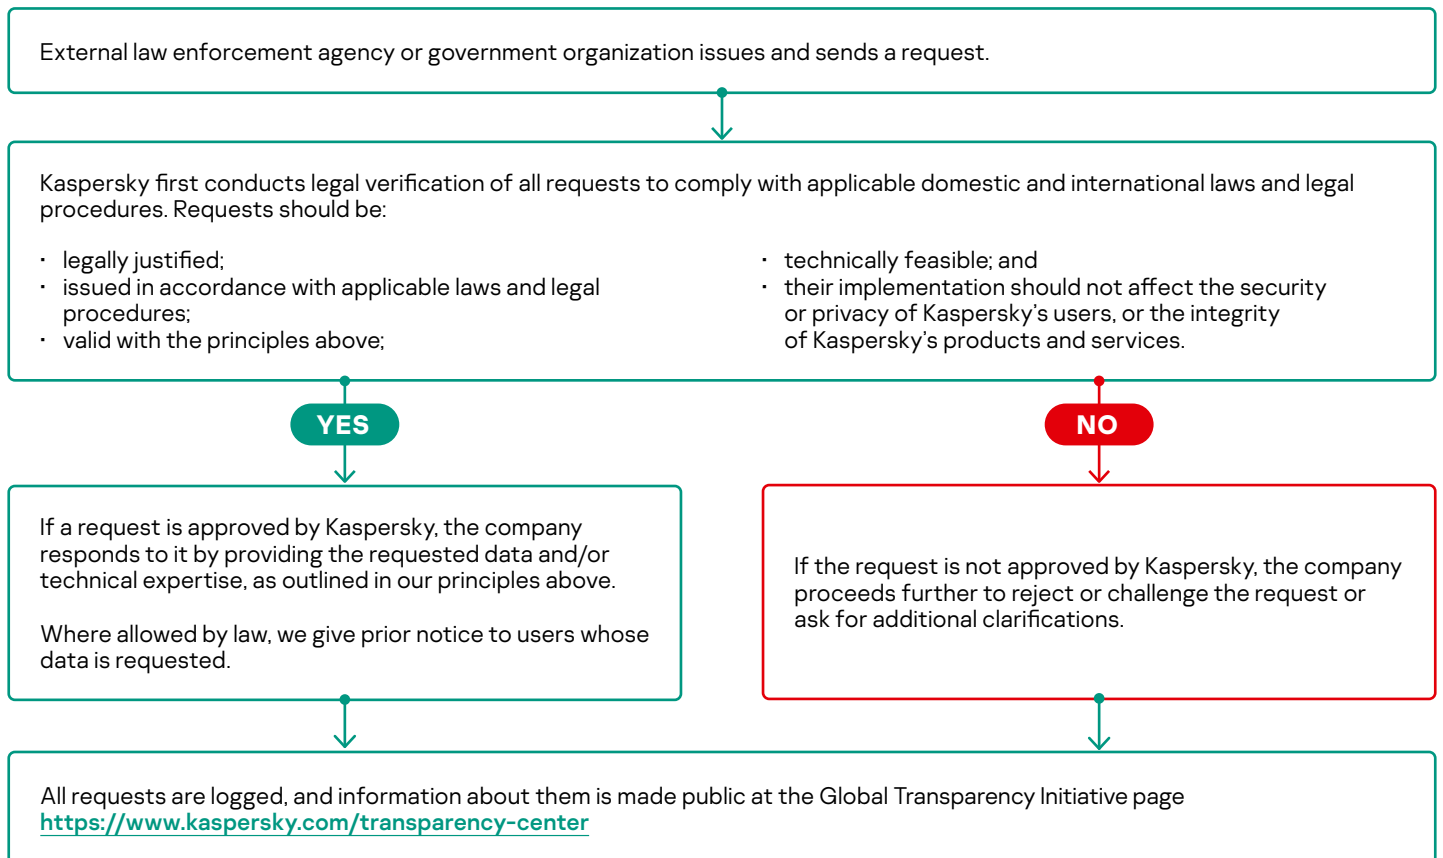 External law enforcement agency or government organization issues and sends a request.
Kaspersky first conducts legal verification of all requests to comply with applicable domestic and international laws and legal
procedures. Requests should be:
· legally justified;
· issued in accordance with applicable laws and legal
procedures;
· valid with the principles above;
· technically feasible; and
· their implementation should not affect the security
or privacy of Kaspersky’s users, or the integrity
of Kaspersky’s products and services.
YES
NO
If a request is approved by Kaspersky, the company
responds to it by providing the requested data and/or
technical expertise, as outlined in our principles above.
Where allowed by law, we give prior notice to users whose
data is requested.
If the request is not approved by Kaspersky, the company
proceeds further to reject or challenge the request or
ask for additional clarifications.
All requests are logged, and information about them is made public at the Global Transparency Initiative page
https://www.kaspersky.com/transparency-center